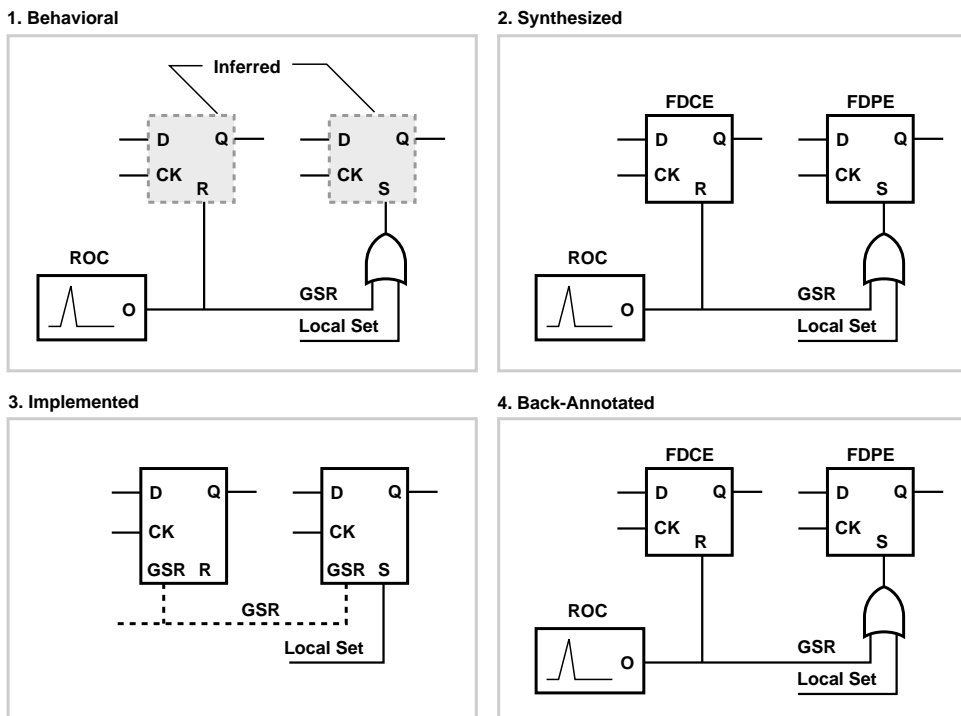 1. Behavioral
Inferred
D Q
CK
R
D Q
CK
S
ROC
O
GSR
Local Set
2. Synthesized
FDCE
D Q
CK
R
FDPE
D Q
CK
S
ROC
O
GSR
Local Set
3. Implemented
D Q
CK
GSR R
D Q
CK
GSR S
GSR
Local Set
4. Back-Annotated
FDCE
D Q
CK
R
FDPE
D Q
CK
S
ROC
O
GSR
Local Set